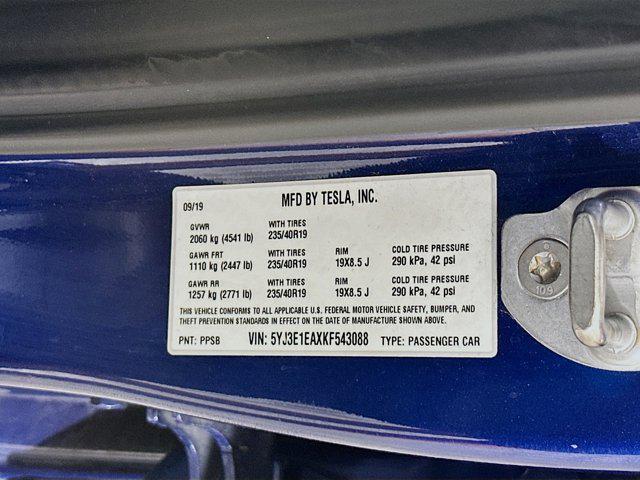 MFD BY TESLA, INC.
09/19
GVWR WITH TIRES
2060 kg (4541 lb) 235/40R19
GAWR FRT WITH TIRES RIM COLD TIRE PRESSURE
1110 kg (2447 lb) 235/40R19 19X8.5 J 290 kPa, 42 psi
GAWR RR WITH TIRES RIM COLD TIRE PRESSURE
1257 kg (2771 lb) 235/40R19 19X8.5 J 290 kPa, 42 psi
THIS VEHICLE CONFORMS TO ALL APPLICABLE U.S. FEDERAL MOTOR VEHICLE SAFETY, BUMPER, AND
THEFT PREVENTION STANDARDS IN EFFECT ON THE DATE OF MANUFACTURE SHOWN ABOVE.
PNT: PPSB VIN: 5YJ3E1EAXKF543088 TYPE: PASSENGER CAR